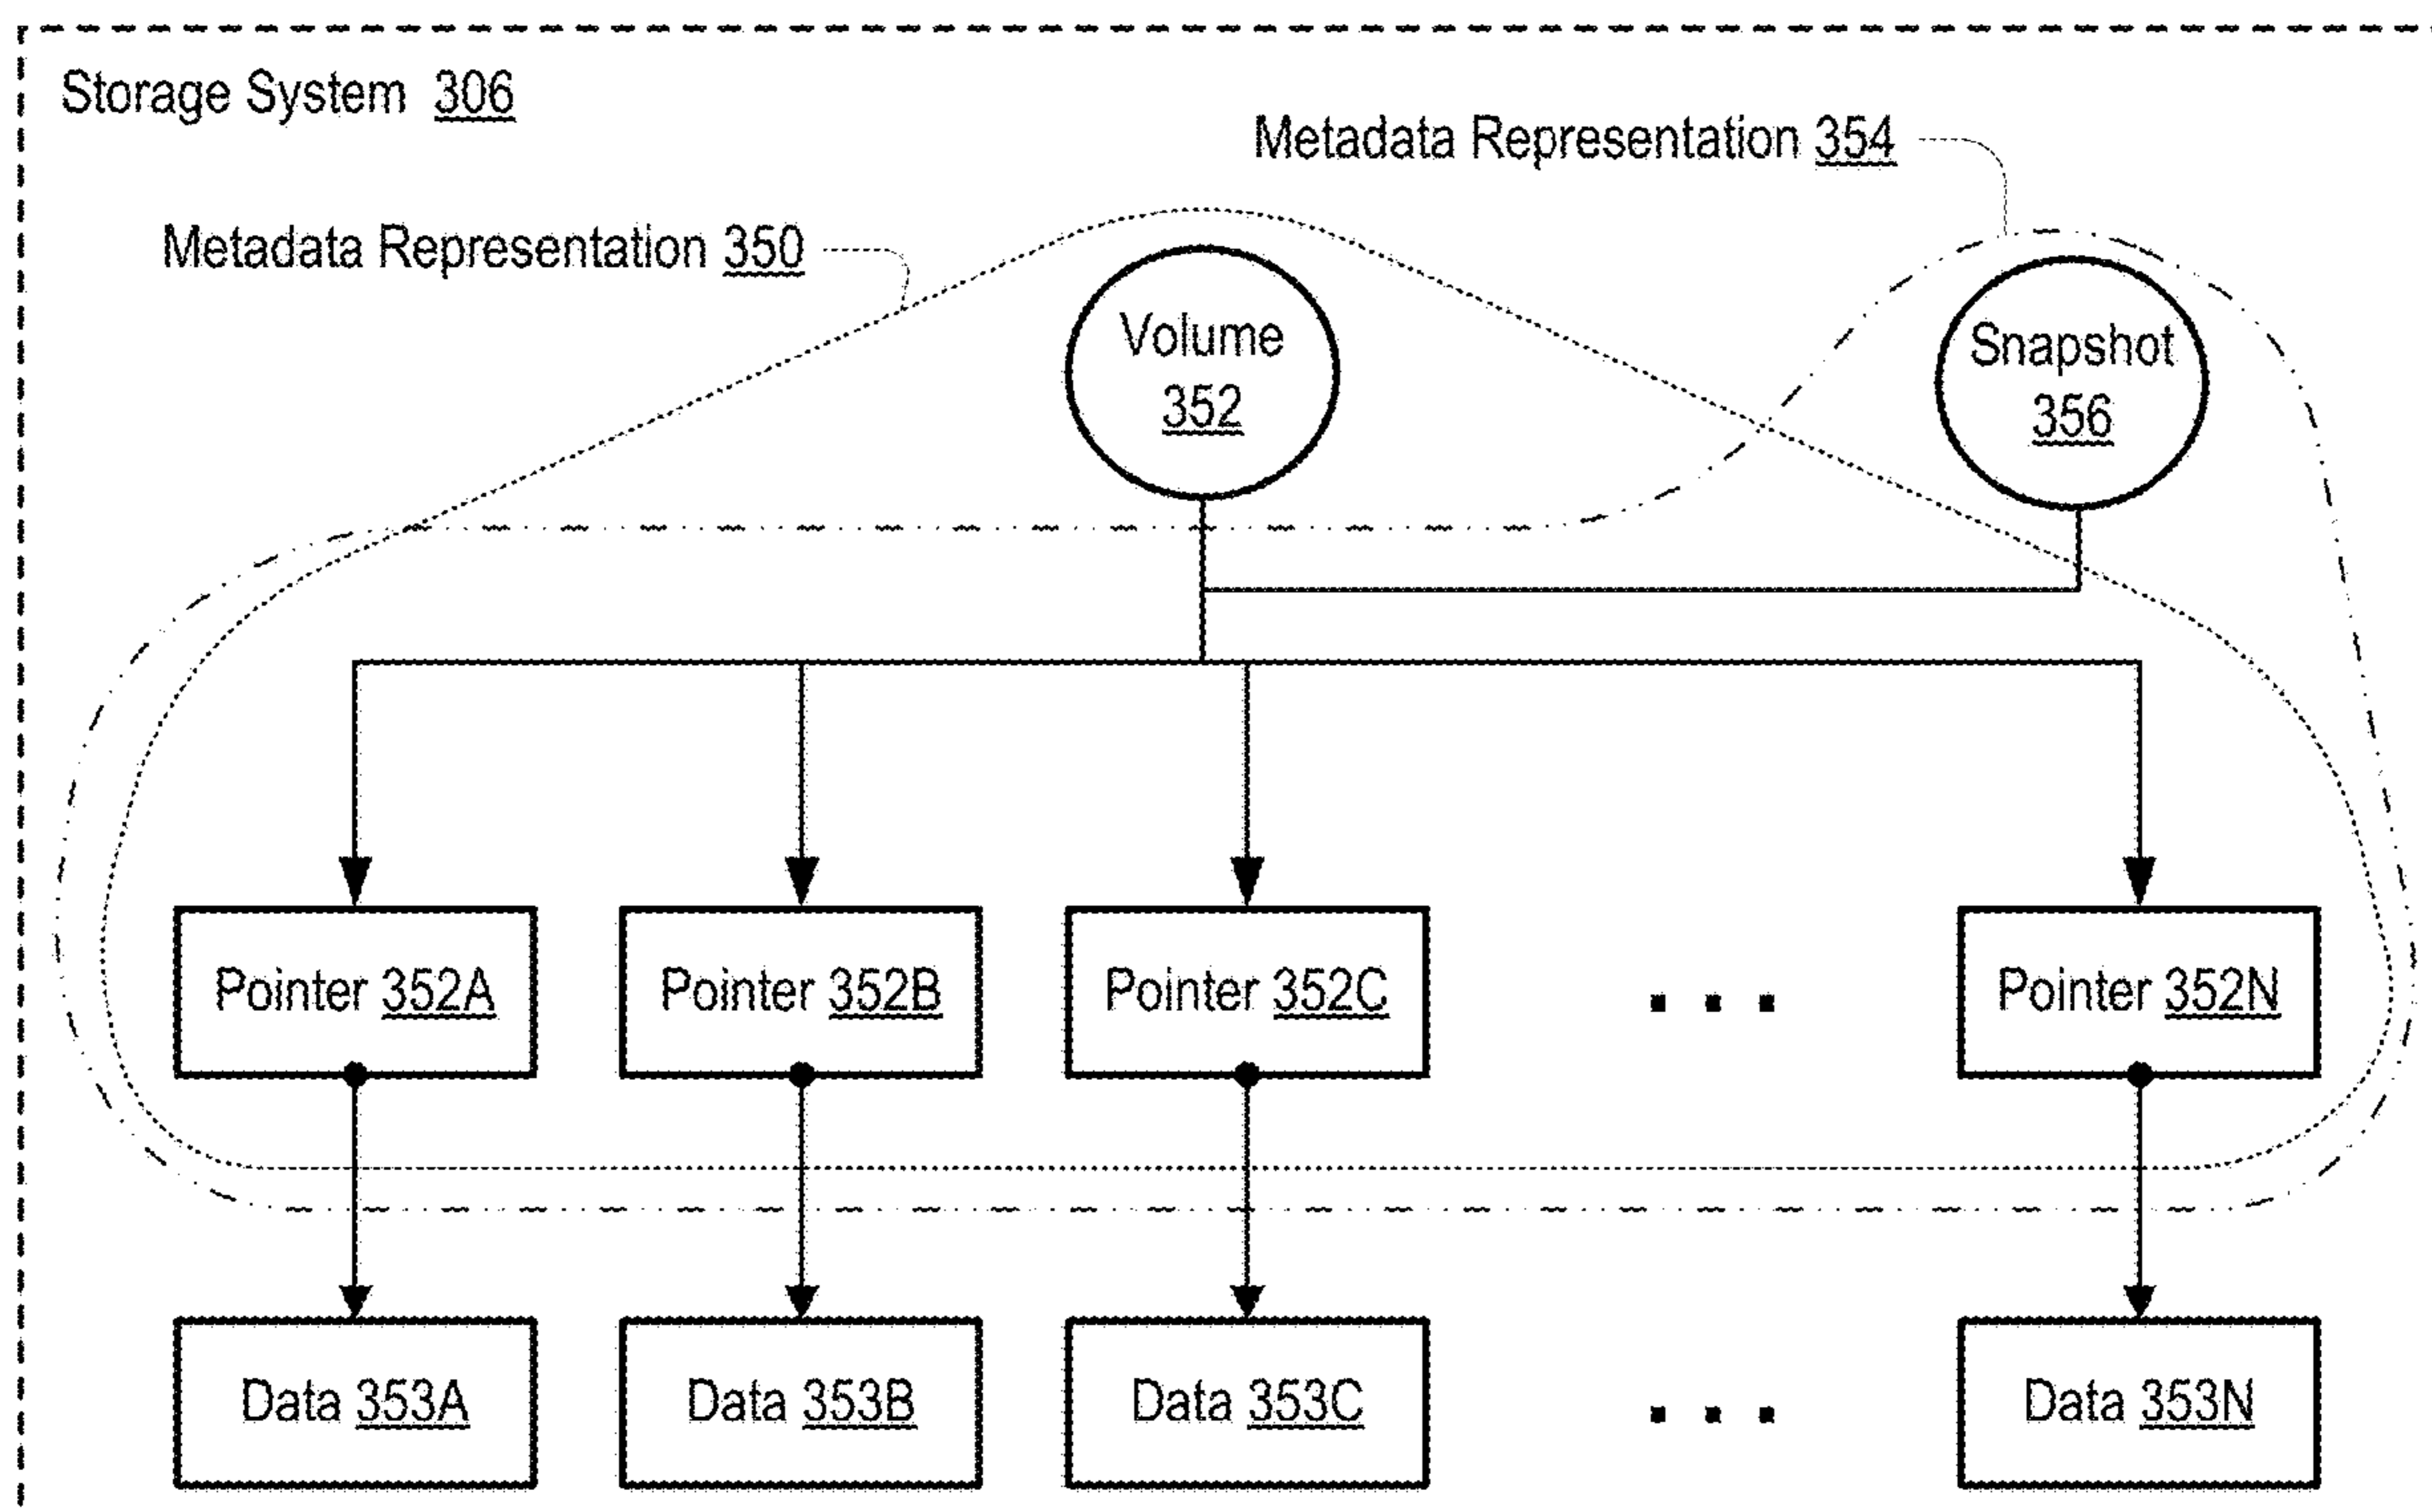 Storage System 306
Metadata Representation 354
Metadata Representation 350
Volume
352
Snapshot
356
Pointer 352A
Pointer 352B
Pointer 352C
. . .
Pointer 352N
Data 353A
Data 353B
Data 353C
. . .
Data 353N